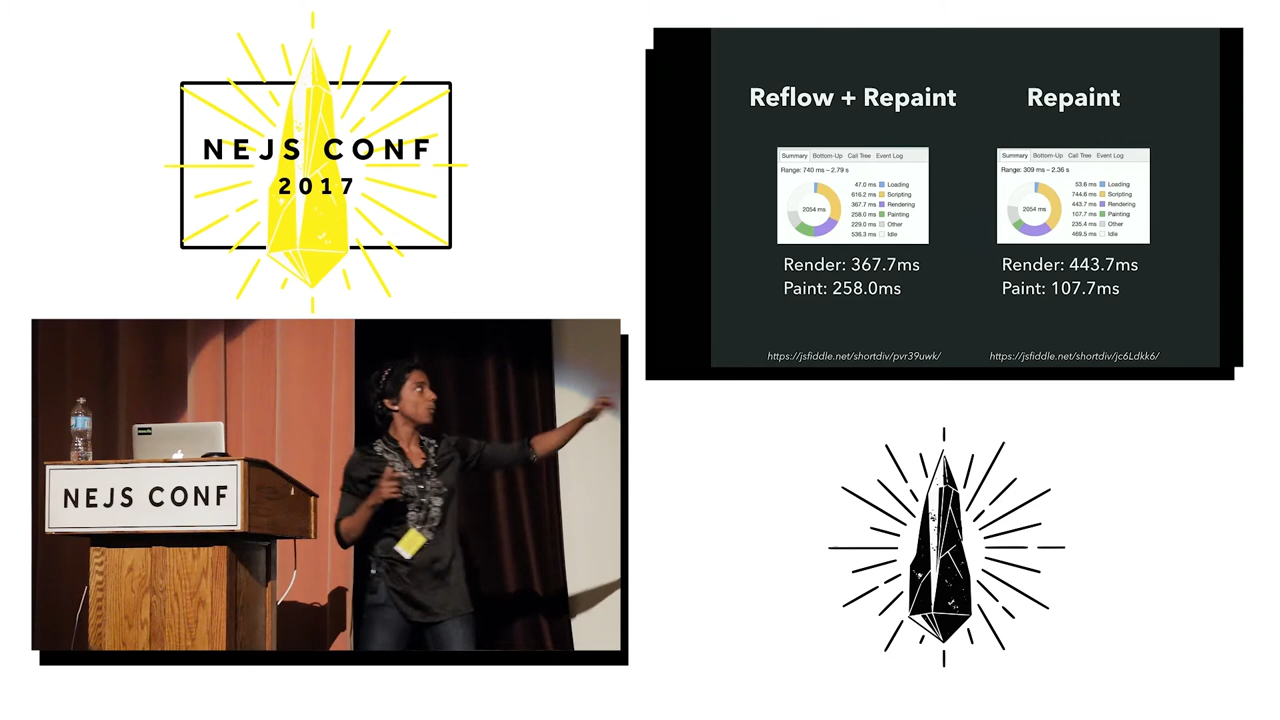 NEJS CONF
2017
NEJS CONF
Reflow + Repaint
Summary Bottom-Up Call Tree Event Log
Range: 740 ms – 2.79 s
2054 ms
47.0 ms Loading
616.2 ms Scripting
367.7 ms Rendering
258.0 ms Painting
229.0 ms Other
536.3 ms Idle
Render: 367.7ms
Paint: 258.0ms
https://jsfiddle.net/shortdiv/pvr39uwk/
Repaint
Summary Bottom-Up Call Tree Event Log
Range: 309 ms – 2.36 s
2054 ms
53.6 ms Loading
744.6 ms Scripting
443.7 ms Rendering
107.7 ms Painting
235.4 ms Other
469.5 ms Idle
Render: 443.7ms
Paint: 107.7ms
https://jsfiddle.net/shortdiv/jc6Ldkk6/